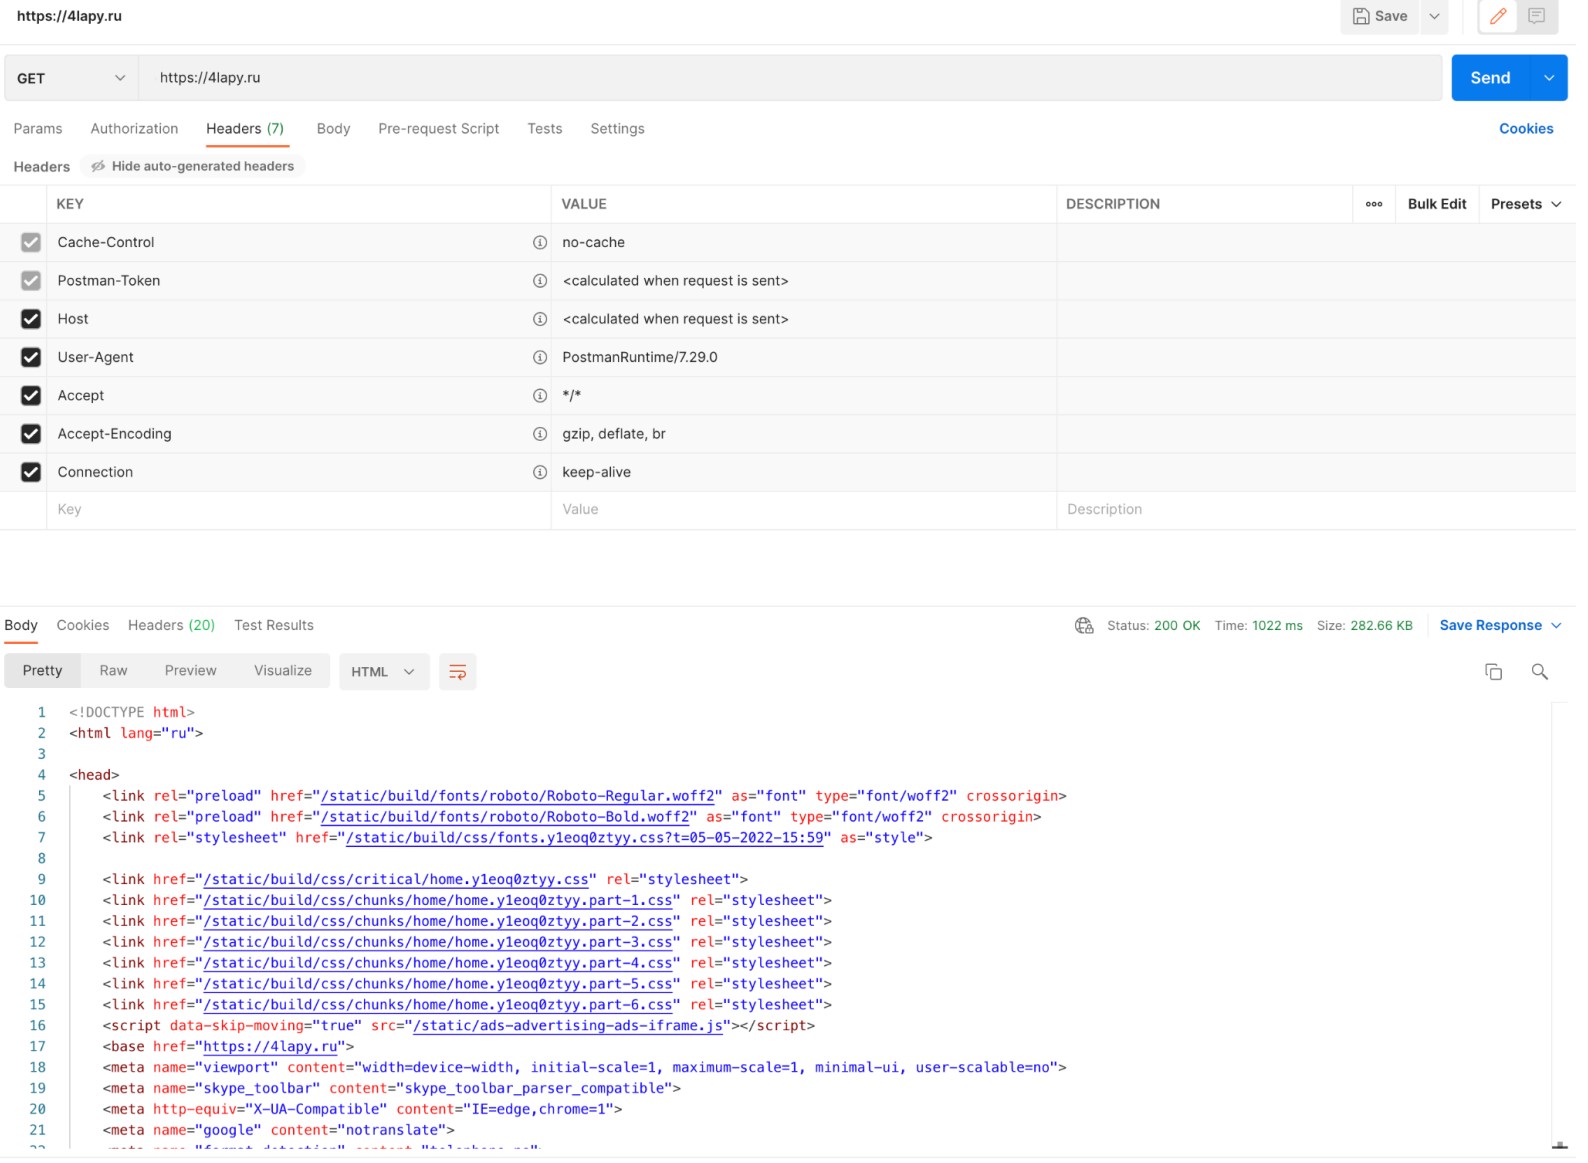 https://4lapy.ru
Save
GET https://4lapy.ru Send
Params Authorization Headers (7) Body Pre-request Script Tests Settings Cookies
Headers Hide auto-generated headers
KEY VALUE DESCRIPTION ooo Bulk Edit Presets
Cache-Control no-cache
Postman-Token <calculated when request is sent>
Host <calculated when request is sent>
User-Agent PostmanRuntime/7.29.0
Accept */*
Accept-Encoding gzip, deflate, br
Connection keep-alive
Key Value Description
Body Cookies Headers (20) Test Results Status: 200 OK Time: 1022 ms Size: 282.66 KB Save Response
Pretty Raw Preview Visualize HTML
1 <!DOCTYPE html>
2 <html lang="ru">
3
4 <head>
5 <link rel="preload" href="/static/build/fonts/roboto/Roboto-Regular.woff2" as="font" type="font/woff2" crossorigin>
6 <link rel="preload" href="/static/build/fonts/roboto/Roboto-Bold.woff2" as="font" type="font/woff2" crossorigin>
7 <link rel="stylesheet" href="/static/build/css/fonts.y1eoq0ztyy.css?t=05-05-2022-15:59" as="style">
8
9 <link href="/static/build/css/critical/home.y1eoq0ztyy.css" rel="stylesheet">
10 <link href="/static/build/css/chunks/home/home.y1eoq0ztyy.part-1.css" rel="stylesheet">
11 <link href="/static/build/css/chunks/home/home.y1eoq0ztyy.part-2.css" rel="stylesheet">
12 <link href="/static/build/css/chunks/home/home.y1eoq0ztyy.part-3.css" rel="stylesheet">
13 <link href="/static/build/css/chunks/home/home.y1eoq0ztyy.part-4.css" rel="stylesheet">
14 <link href="/static/build/css/chunks/home/home.y1eoq0ztyy.part-5.css" rel="stylesheet">
15 <link href="/static/build/css/chunks/home/home.y1eoq0ztyy.part-6.css" rel="stylesheet">
16 <script data-skip-moving="true" src="/static/ads-advertising-ads-iframe.js"></script>
17 <base href="https://4lapy.ru">
18 <meta name="viewport" content="width=device-width, initial-scale=1, maximum-scale=1, minimal-ui, user-scalable=no">
19 <meta name="skype_toolbar" content="skype_toolbar_parser_compatible">
20 <meta http-equiv="X-UA-Compatible" content="IE=edge,chrome=1">
21 <meta name="google" content="notranslate">